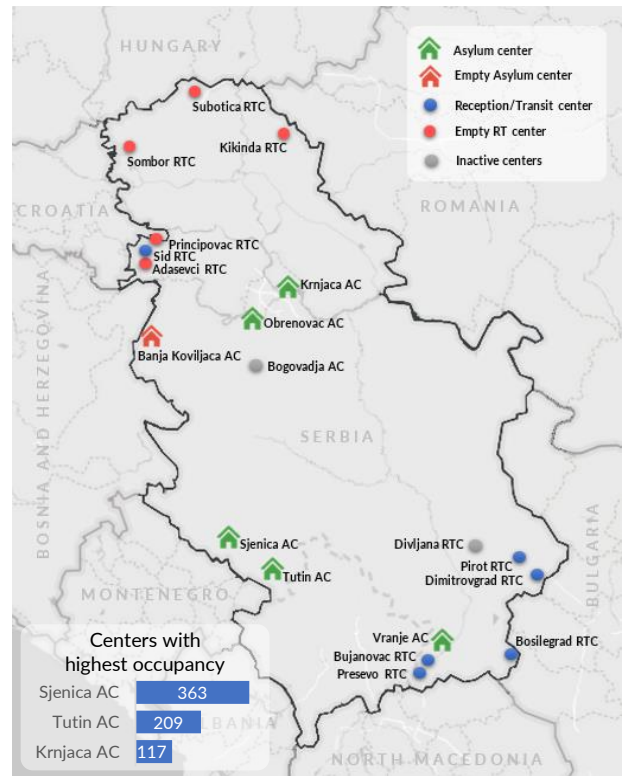 HUNGARY
Asylum center
Empty Asylum center
Reception/Transit center
Empty RT center
Inactive centers
Subotica RTC
Kikinda RTC
Sombor RTC
CROATIA
ROMANIA
Principovac RTC
Sid RTC
Adasevci RTC
Krnjaca AC
Obrenovac AC
BOSNIA AND HERZEGOVINA
Banja Koviljaca AC
Bogovadja AC
SERBIA
Sjenica AC
Divljana RTC
Pirot RTC
Dimitrovgrad RTC
Tutin AC
BULGARIA
MONTENEGRO
Vranje AC
Bosilegrad RTC
Bujanovac RTC
Presevo RTC
Centers with
highest occupancy
Sjenica AC 363
Tutin AC 209
ALBANIA
Krnjaca AC 117
NORTH MACEDONIA